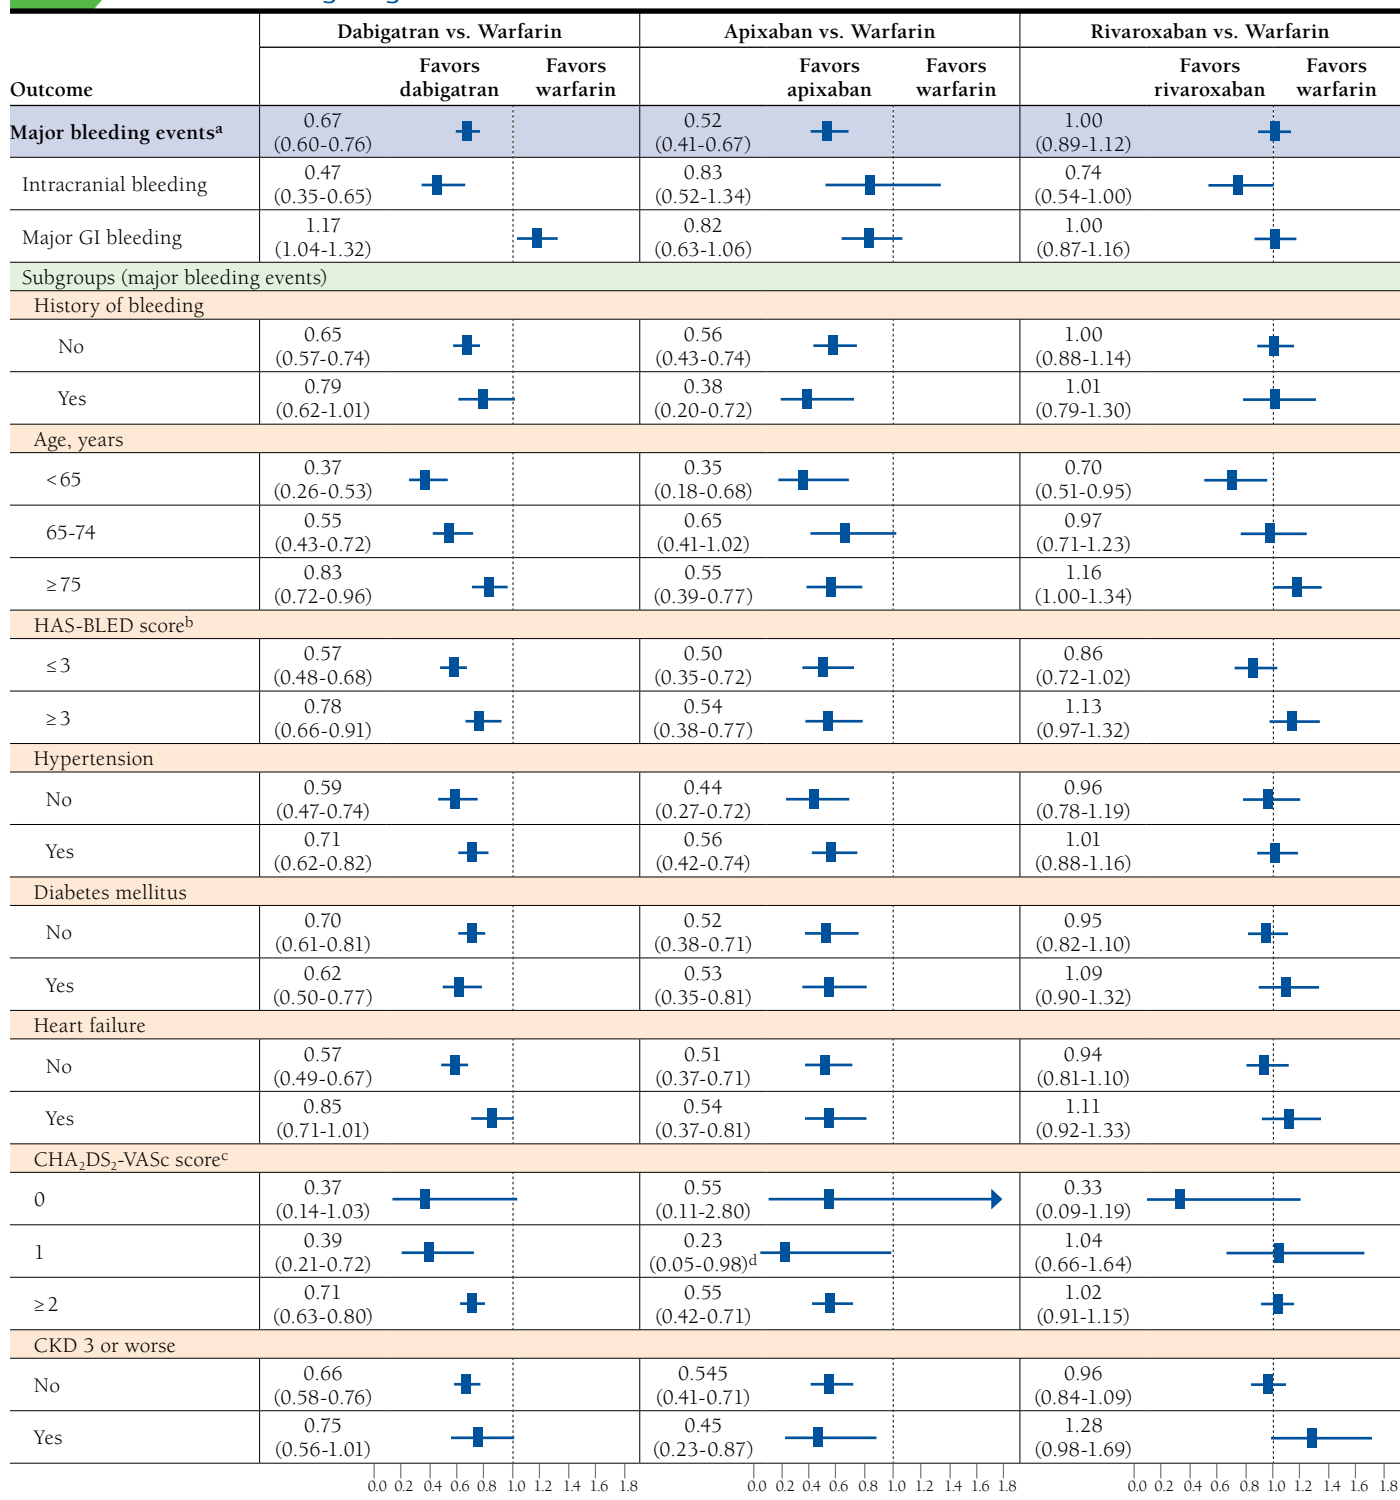 Dabigatran vs. Warfarin Apixaban vs. Warfarin Rivaroxaban vs. Warfarin
Favors Favors Favors Favors Favors Favors
Outcome dabigatran warfarin apixaban warfarin rivaroxaban warfarin
Major bleeding eventsᵃ 0.67 0.52 1.00
(0.60-0.76) (0.41-0.67) (0.89-1.12)
Intracranial bleeding 0.47 0.83 0.74
(0.35-0.65) (0.52-1.34) (0.54-1.00)
Major GI bleeding 1.17 0.82 1.00
(1.04-1.32) (0.63-1.06) (0.87-1.16)
Subgroups (major bleeding events)
History of bleeding
No 0.65 0.56 1.00
(0.57-0.74) (0.43-0.74) (0.88-1.14)
Yes 0.79 0.38 1.01
(0.62-1.01) (0.20-0.72) (0.79-1.30)
Age, years
<65 0.37 0.35 0.70
(0.26-0.53) (0.18-0.68) (0.51-0.95)
65-74 0.55 0.65 0.97
(0.43-0.72) (0.41-1.02) (0.71-1.23)
≥75 0.83 0.55 1.16
(0.72-0.96) (0.39-0.77) (1.00-1.34)
HAS-BLED scoreᵇ
≤3 0.57 0.50 0.86
(0.48-0.68) (0.35-0.72) (0.72-1.02)
≥3 0.78 0.54 1.13
(0.66-0.91) (0.38-0.77) (0.97-1.32)
Hypertension
No 0.59 0.44 0.96
(0.47-0.74) (0.27-0.72) (0.78-1.19)
Yes 0.71 0.56 1.01
(0.62-0.82) (0.42-0.74) (0.88-1.16)
Diabetes mellitus
No 0.70 0.52 0.95
(0.61-0.81) (0.38-0.71) (0.82-1.10)
Yes 0.62 0.53 1.09
(0.50-0.77) (0.35-0.81) (0.90-1.32)
Heart failure
No 0.57 0.51 0.94
(0.49-0.67) (0.37-0.71) (0.81-1.10)
Yes 0.85 0.54 1.11
(0.71-1.01) (0.37-0.81) (0.92-1.33)
CHA₂DS₂-VASc scoreᶜ
0 0.37 0.55 0.33
(0.14-1.03) (0.11-2.80) (0.09-1.19)
1 0.39 0.23 1.04
(0.21-0.72) (0.05-0.98)ᵈ (0.66-1.64)
≥2 0.71 0.55 1.02
(0.63-0.80) (0.42-0.71) (0.91-1.15)
CKD 3 or worse
No 0.66 0.545 0.96
(0.58-0.76) (0.41-0.71) (0.84-1.09)
Yes 0.75 0.45 1.28
(0.56-1.01) (0.23-0.87) (0.98-1.69)
0.0 0.2 0.4 0.6 0.8 1.0 1.2 1.4 1.6 1.8 0.0 0.2 0.4 0.6 0.8 1.0 1.2 1.4 1.6 1.8 0.0 0.2 0.4 0.6 0.8 1.0 1.2 1.4 1.6 1.8